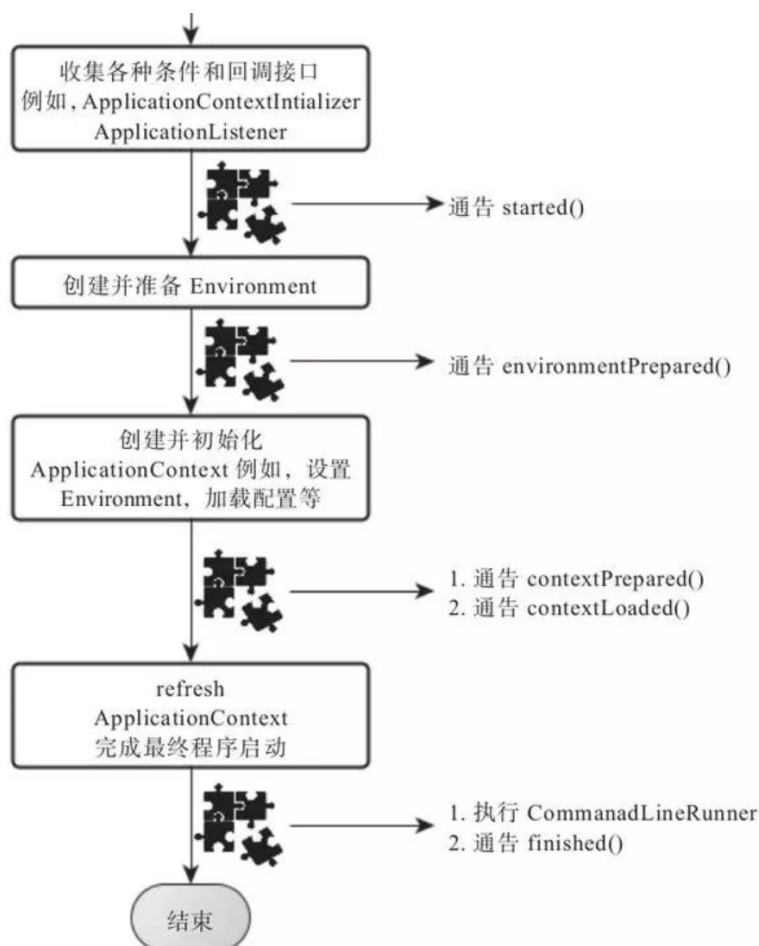 收集各种条件和回调接口
例如，ApplicationContextIntializer
ApplicationListener
通告 started()
创建并准备 Environment
通告 environmentPrepared()
创建并初始化
ApplicationContext 例如，设置
Environment，加载配置等
1. 通告 contextPrepared()
2. 通告 contextLoaded()
refresh
ApplicationContext
完成最终程序启动
1. 执行 CommanadLineRunner
2. 通告 finished()
结束